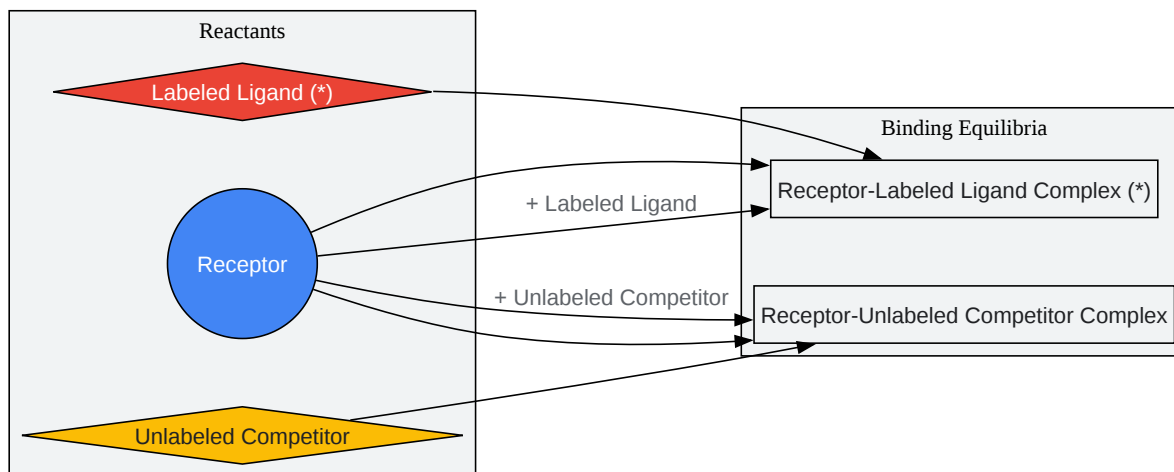 Reactants
Labeled Ligand (*)
Receptor
Unlabeled Competitor
+ Labeled Ligand
+ Unlabeled Competitor
Binding Equilibria
Receptor-Labeled Ligand Complex (*)
Receptor-Unlabeled Competitor Complex